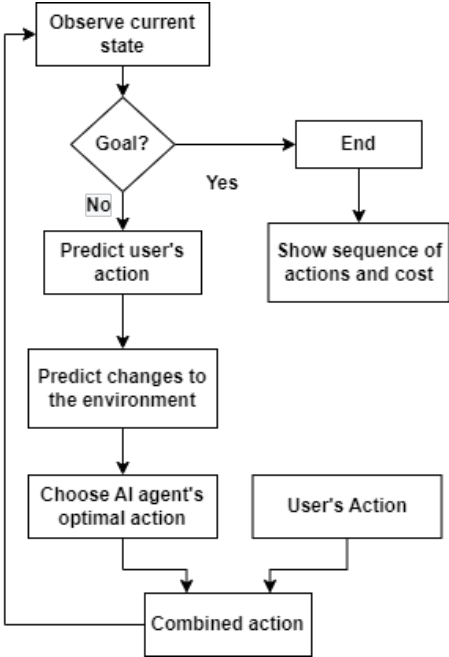 Observe current
state
Goal?
End
Yes
No
Predict user's
action
Show sequence of
actions and cost
Predict changes to
the environment
Choose AI agent's
optimal action
User's Action
Combined action